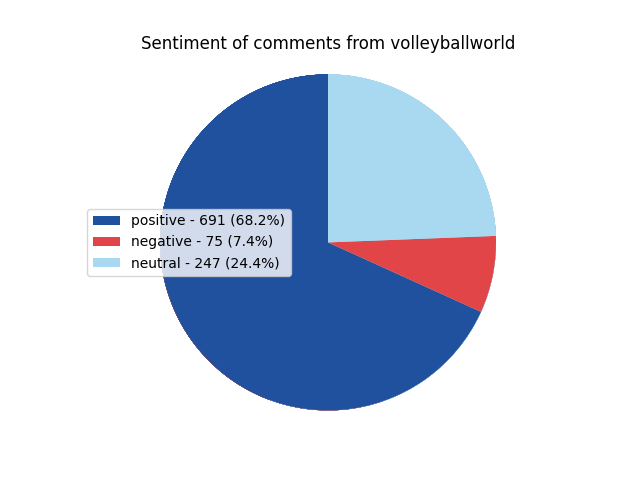 Sentiment of comments from volleyballworld
positive - 691 (68.2%)
negative - 75 (7.4%)
neutral - 247 (24.4%)